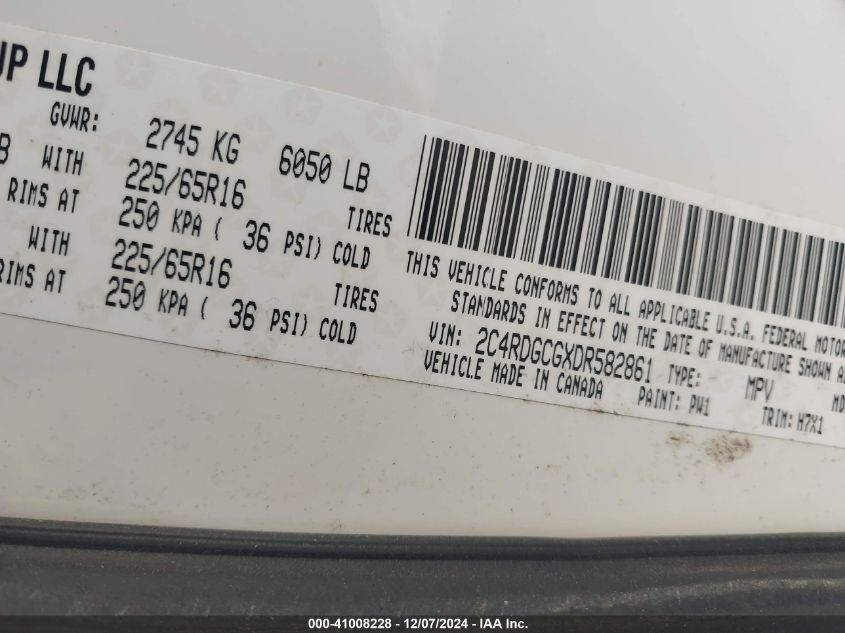 UP LLC
GVWR: 2745 KG 6050 LB
B WITH 225/65R16 TIRES
RIMS AT 250 KPA ( 36 PSI) COLD
WITH 225/65R16 TIRES
RIMS AT 250 KPA ( 36 PSI) COLD
THIS VEHICLE CONFORMS TO ALL APPLICABLE U.S.A. FEDERAL MOTOR
STANDARDS IN EFFECT ON THE DATE OF MANUFACTURE SHOWN A
VIN: 2C4RDGCGXDR582861 TYPE: MPV MD
VEHICLE MADE IN CANADA PAINT: PW1 TRIM: H7X1
000-41008228 - 12/07/2024 - IAA Inc.